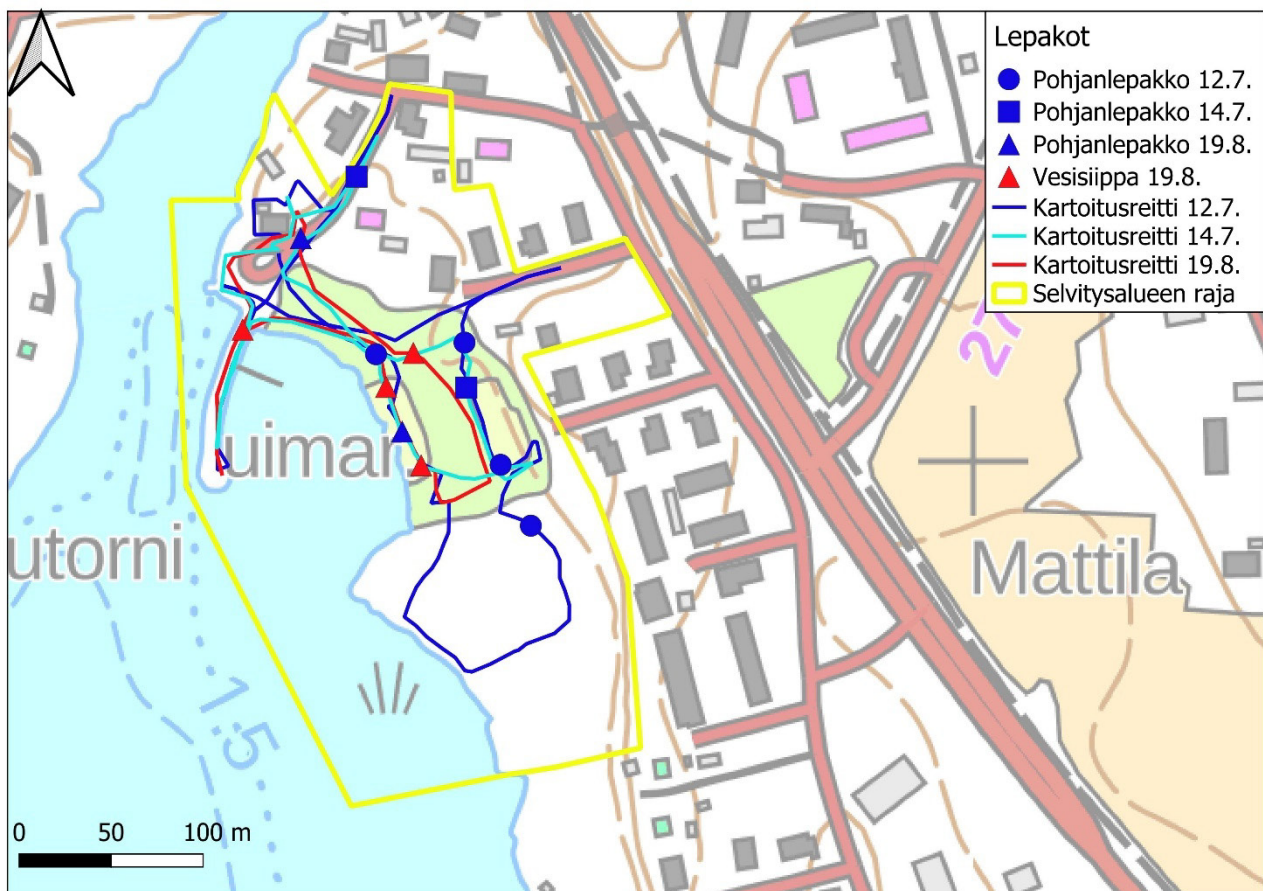 Lepakot
Pohjanlepakko 12.7.
Pohjanlepakko 14.7.
Pohjanlepakko 19.8.
Vesisiippa 19.8.
Kartoitusreitti 12.7.
Kartoitusreitti 14.7.
Kartoitusreitti 19.8.
Selvitysalueen raja
27
uimar.
utorni
Mattila
1.5
0 50 100 m